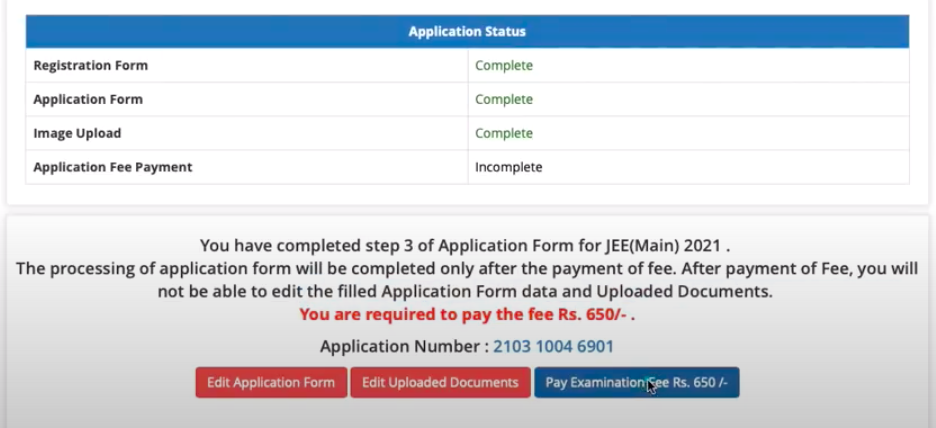 Application Status
Registration Form Complete
Application Form Complete
Image Upload Complete
Application Fee Payment Incomplete
You have completed step 3 of Application Form for JEE(Main) 2021 .
The processing of application form will be completed only after the payment of fee. After payment of Fee, you will
not be able to edit the filled Application Form data and Uploaded Documents.
You are required to pay the fee Rs. 650/- .
Application Number : 2103 1004 6901
Edit Application Form Edit Uploaded Documents Pay Examination Fee Rs. 650 /-